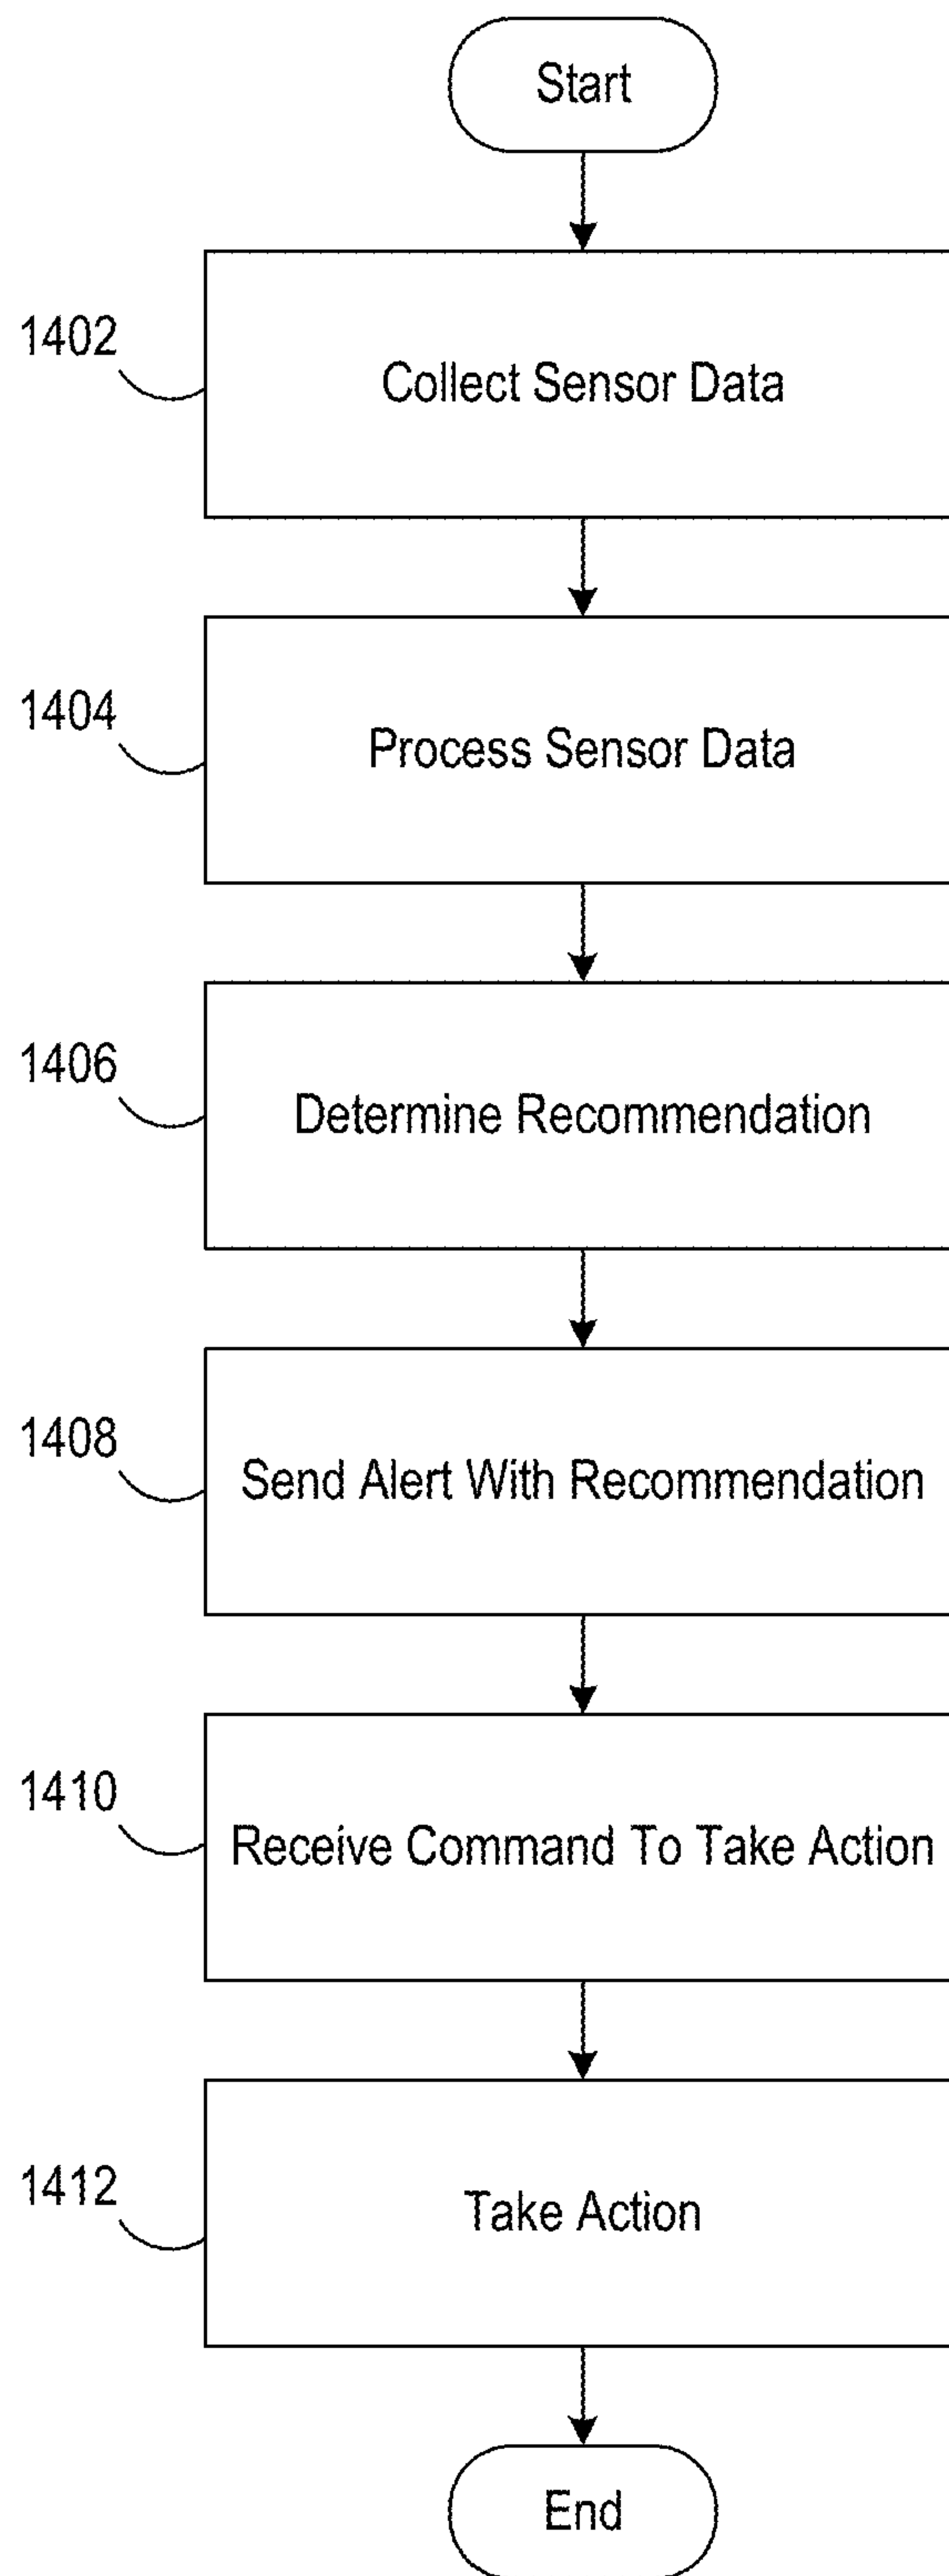 Start
1402
Collect Sensor Data
1404
Process Sensor Data
1406
Determine Recommendation
1408
Send Alert With Recommendation
1410
Receive Command To Take Action
1412
Take Action
End